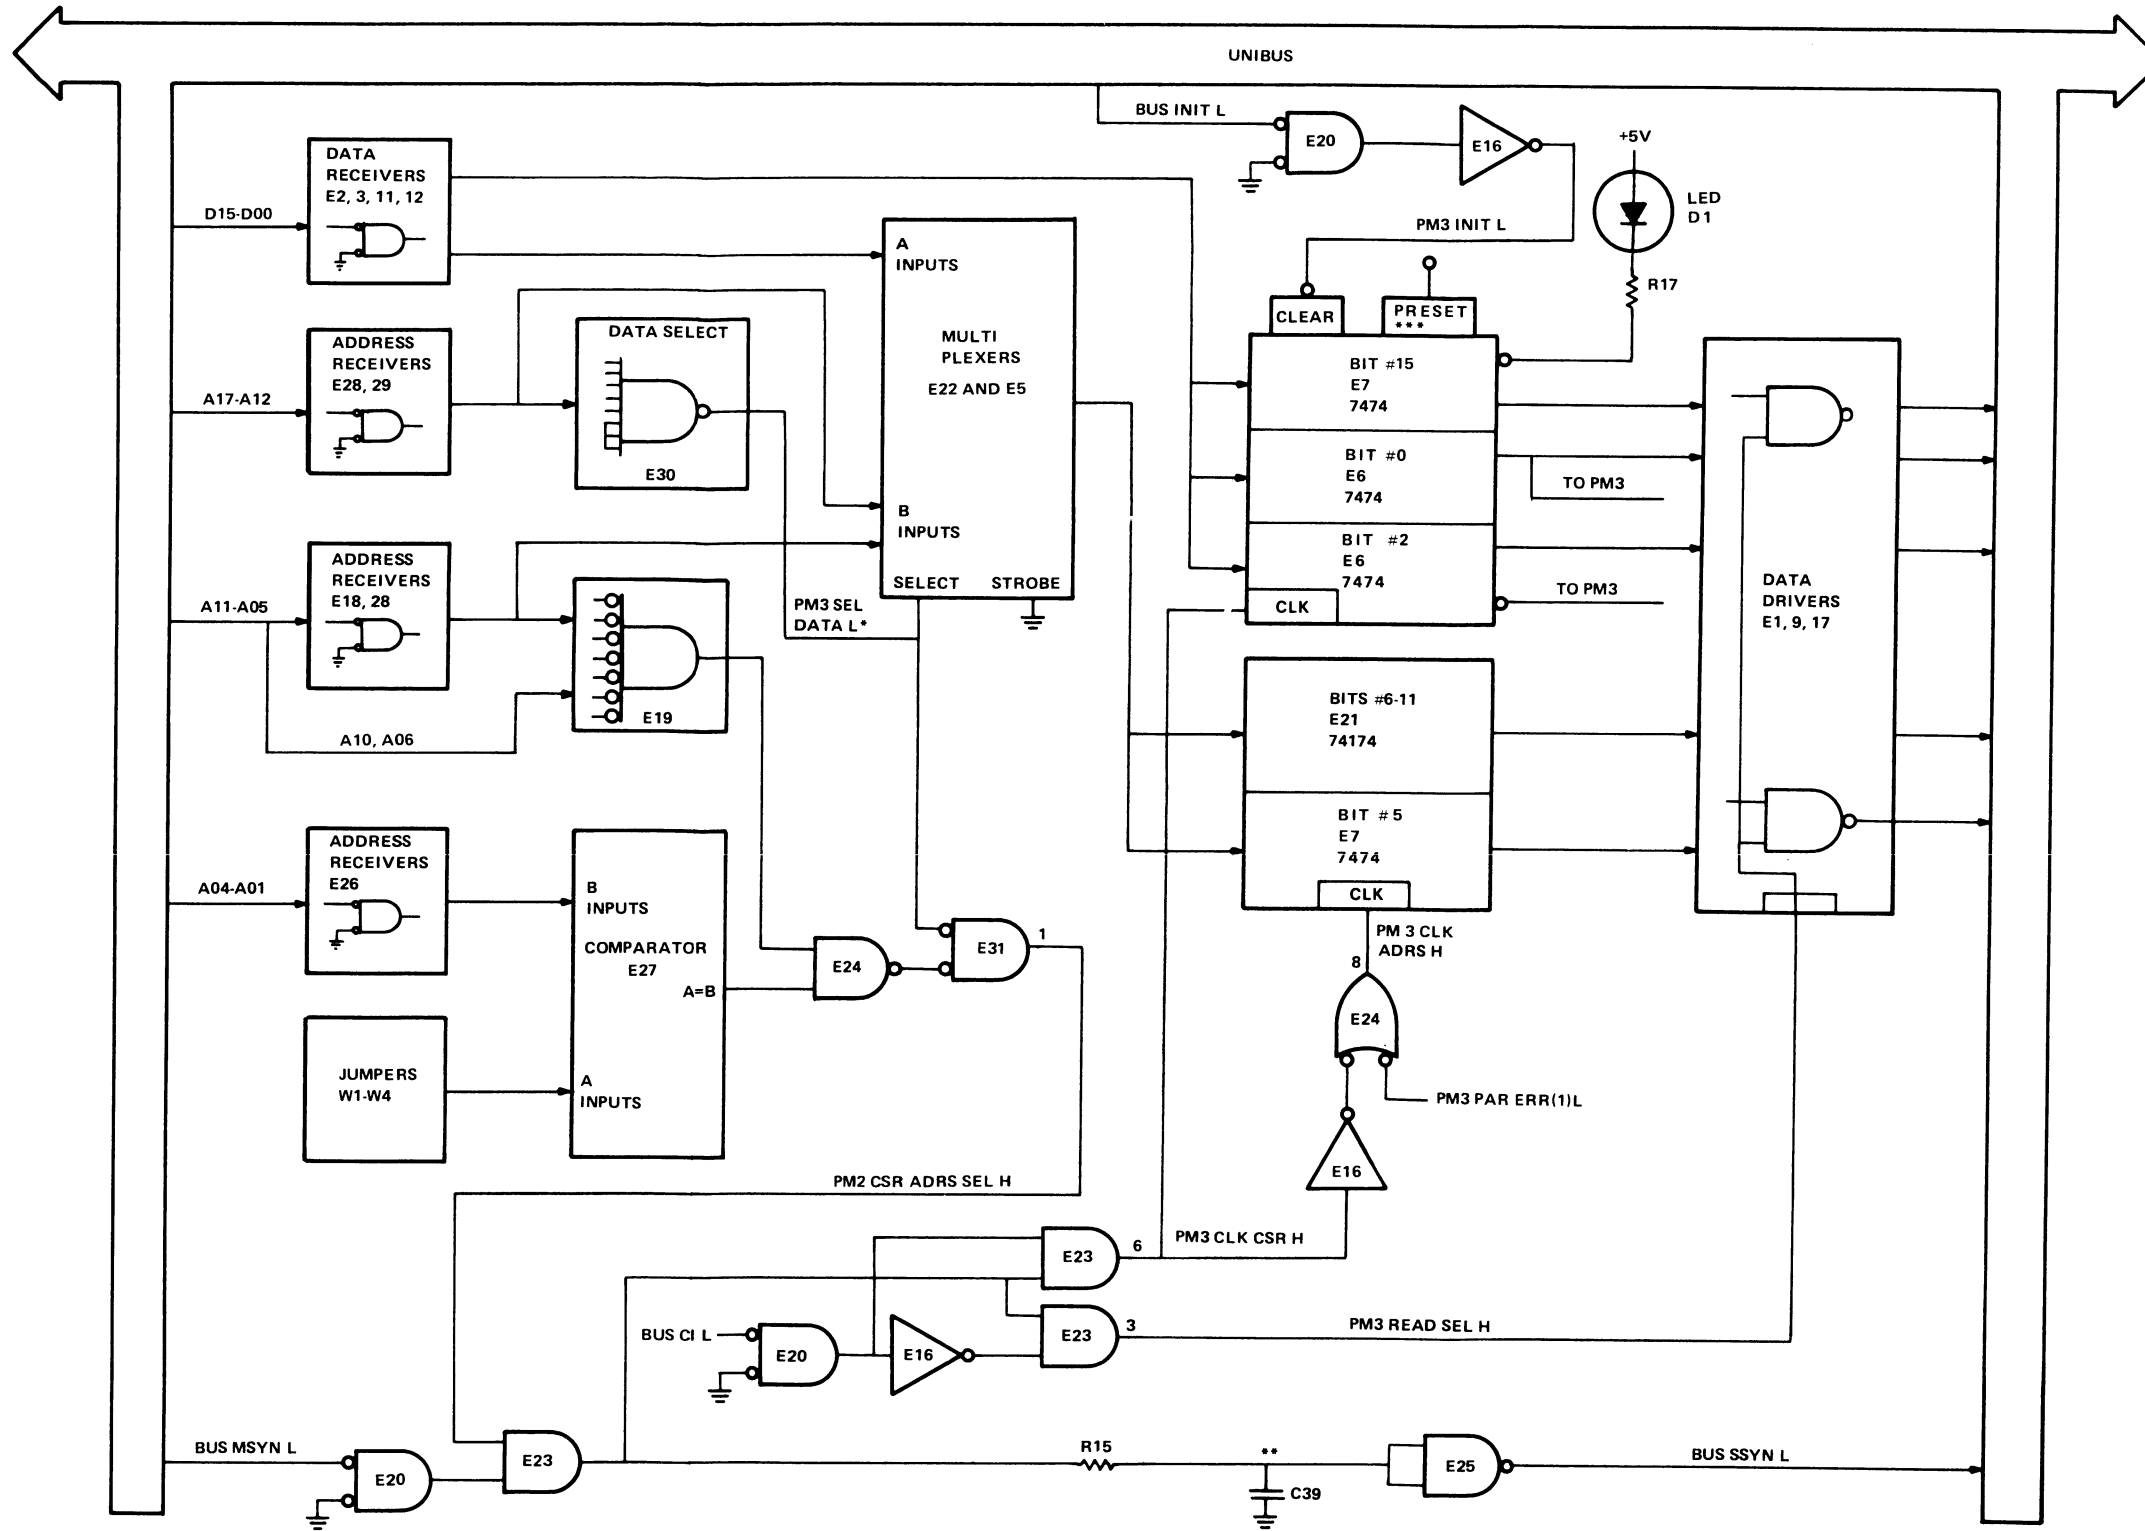 UNIBUS
BUS INIT L
E20
E16
+5V
LED
D1
R17
PM3 INIT L
DATA
RECEIVERS
E2, 3, 11, 12
D15-D00
A
INPUTS
MULTI
PLEXERS
E22 AND E5
B
INPUTS
SELECT
STROBE
ADDRESS
RECEIVERS
E28, 29
A17-A12
DATA SELECT
E30
CLEAR
PRESET
***
BIT #15
E7
7474
BIT #0
E6
7474
TO PM3
BIT #2
E6
7474
CLK
TO PM3
DATA
DRIVERS
E1, 9, 17
ADDRESS
RECEIVERS
E18, 28
A11-A05
A10, A06
E19
PM3 SEL
DATA L*
BITS #6-11
E21
74174
BIT #5
E7
7474
CLK
PM 3 CLK
ADRS H
8
E24
PM3 PAR ERR(1)L
E16
ADDRESS
RECEIVERS
E26
A04-A01
B
INPUTS
COMPARATOR
E27
A=B
A
INPUTS
JUMPERS
W1-W4
E24
E31
1
PM2 CSR ADRS SEL H
E23
6
PM3 CLK CSR H
BUS CI L
E20
E16
E23
3
PM3 READ SEL H
BUS MSYN L
E20
E23
R15
**
C39
E25
BUS SSYN L